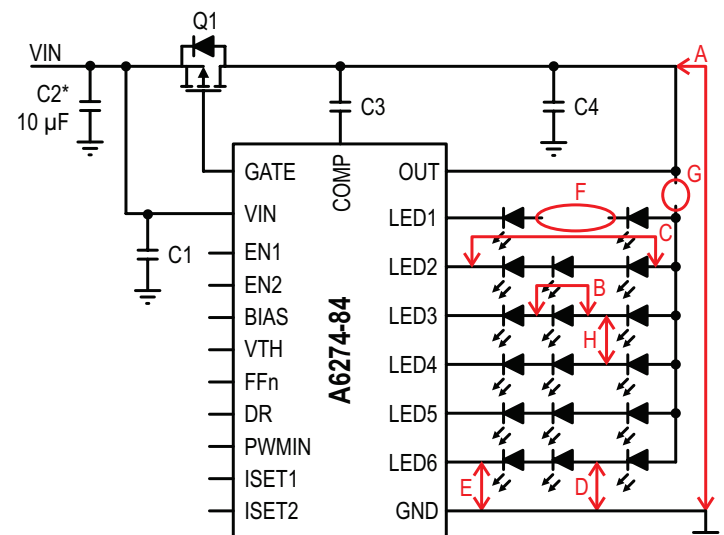 Q1
VIN
A
C2*
10 µF
C3
C4
GATE
COMP
OUT
G
VIN
LED1
F
C1
C
EN1
LED2
EN2
B
BIAS
A6274-84
LED3
VTH
H
LED4
FFn
DR
LED5
PWMIN
LED6
ISET1
E
D
ISET2
GND